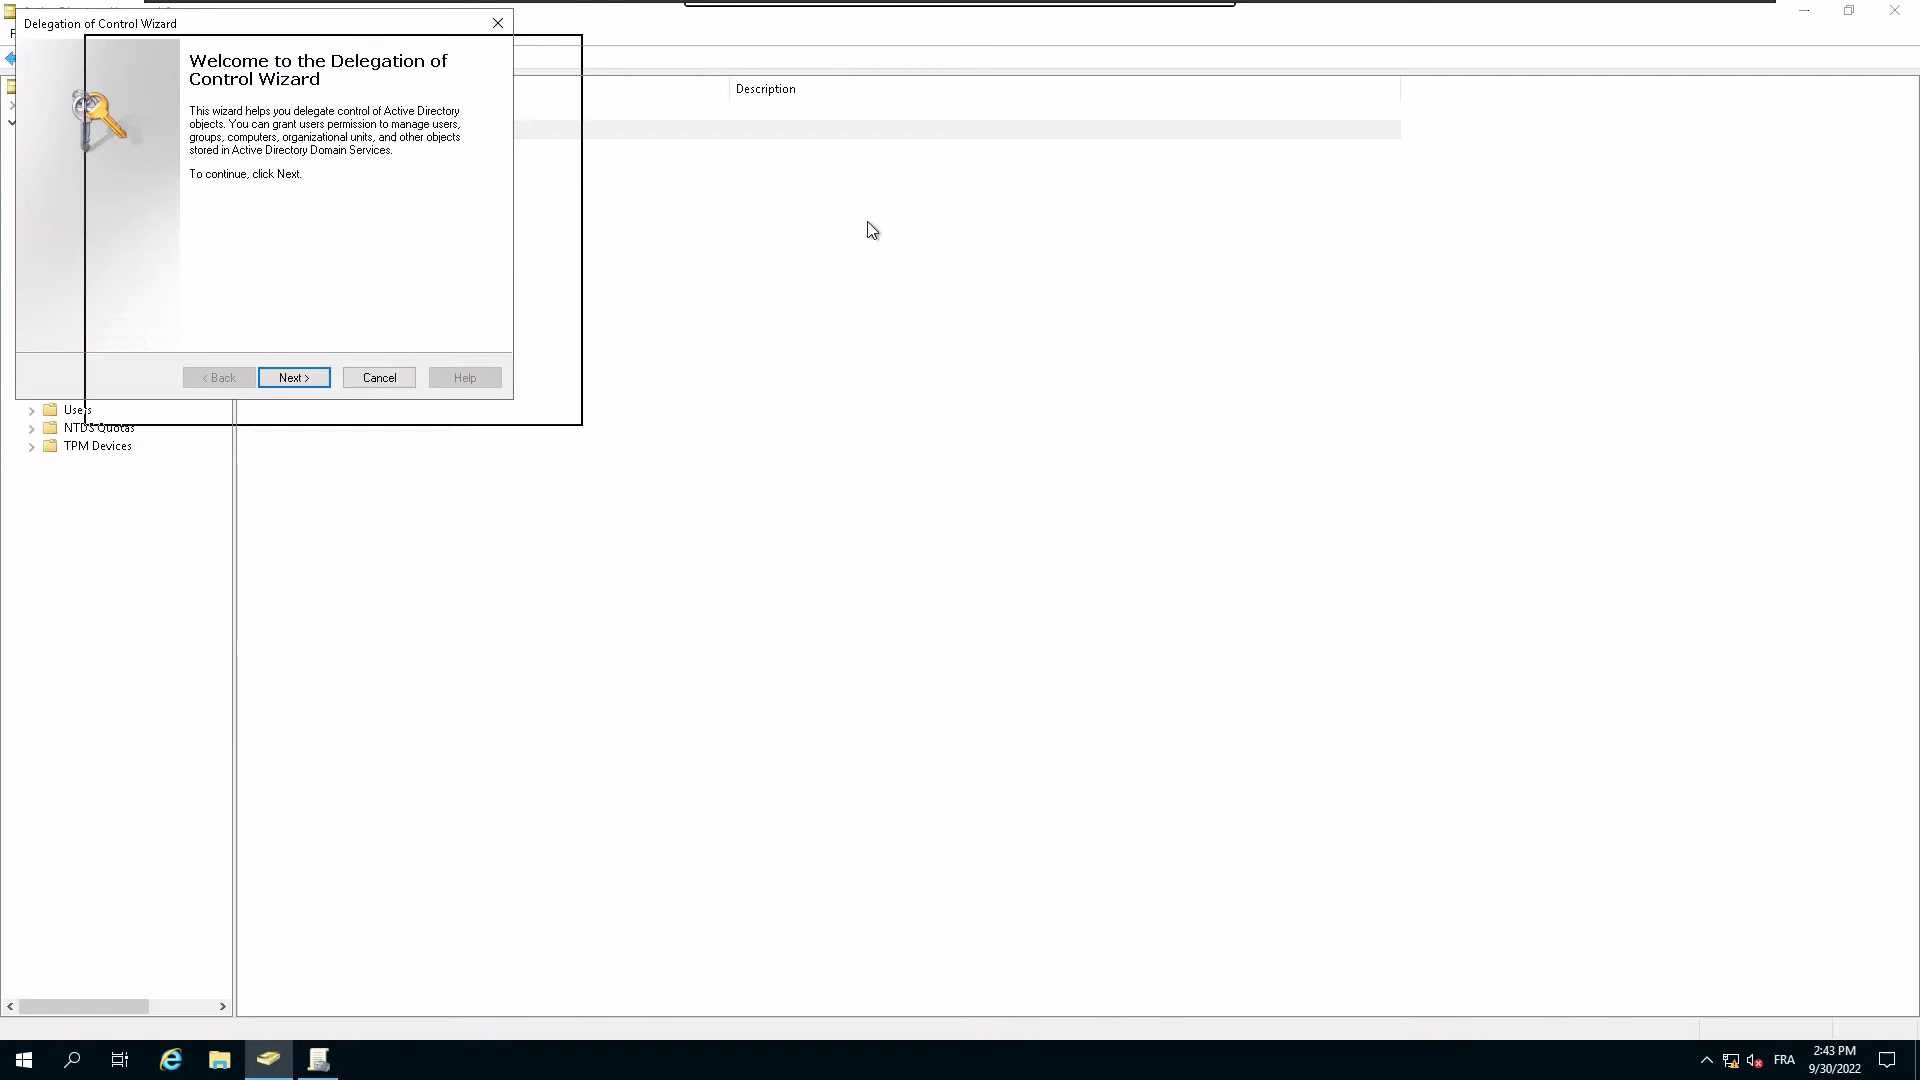 Delegation of Control Wizard
Welcome to the Delegation of
Control Wizard
This wizard helps you delegate control of Active Directory
objects. You can grant users permission to manage users,
groups, computers, organizational units, and other objects
stored in Active Directory Domain Services.
To continue, click Next.
< Back
Next >
Cancel
Help
Description
Users
NTDS Quotas
TPM Devices
FRA
2:43 PM
9/30/2022